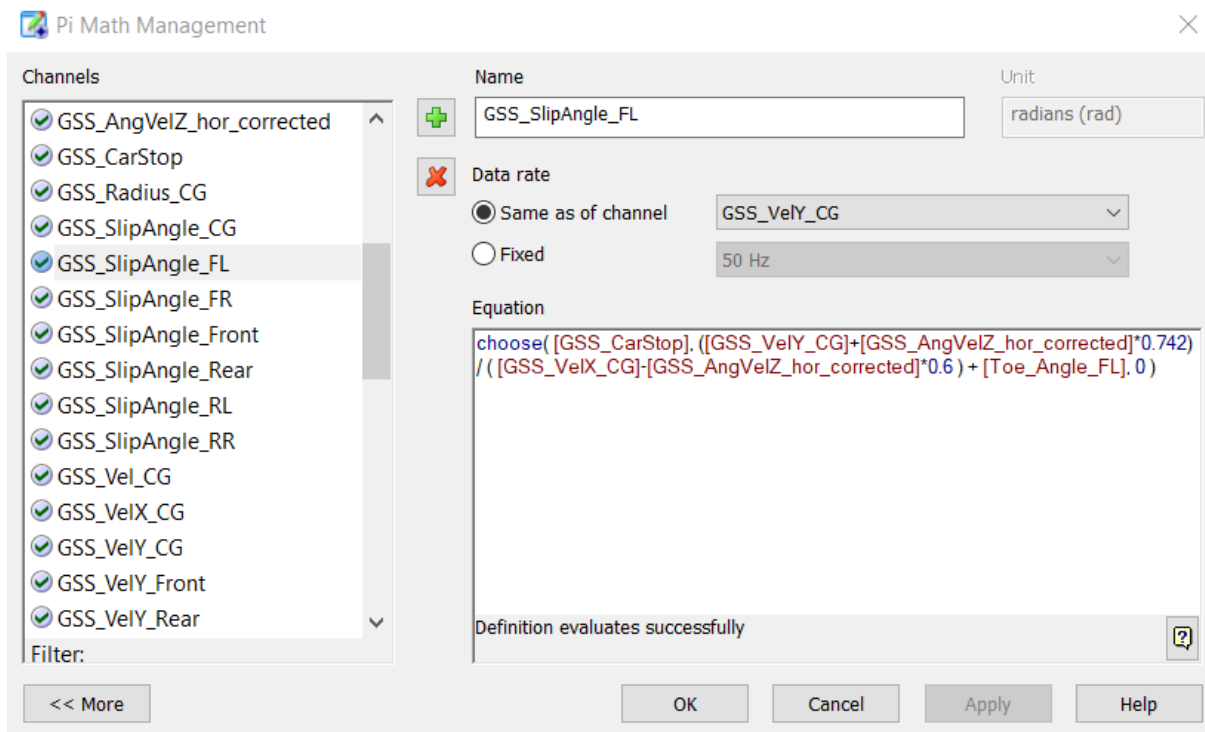 Pi Math Management
Channels
GSS_AngVelZ_hor_corrected
GSS_CarStop
GSS_Radius_CG
GSS_SlipAngle_CG
GSS_SlipAngle_FL
GSS_SlipAngle_FR
GSS_SlipAngle_Front
GSS_SlipAngle_Rear
GSS_SlipAngle_RL
GSS_SlipAngle_RR
GSS_Vel_CG
GSS_VelX_CG
GSS_VelY_CG
GSS_VelY_Front
GSS_VelY_Rear
Filter:
<< More
Name
GSS_SlipAngle_FL
Unit
radians (rad)
Data rate
Same as of channel
GSS_VelY_CG
Fixed
50 Hz
Equation
choose( [GSS_CarStop], ([GSS_VelY_CG]+[GSS_AngVelZ_hor_corrected]*0.742)
/ ( [GSS_VelX_CG]-[GSS_AngVelZ_hor_corrected]*0.6 ) + [Toe_Angle_FL], 0 )
Definition evaluates successfully
OK
Cancel
Apply
Help